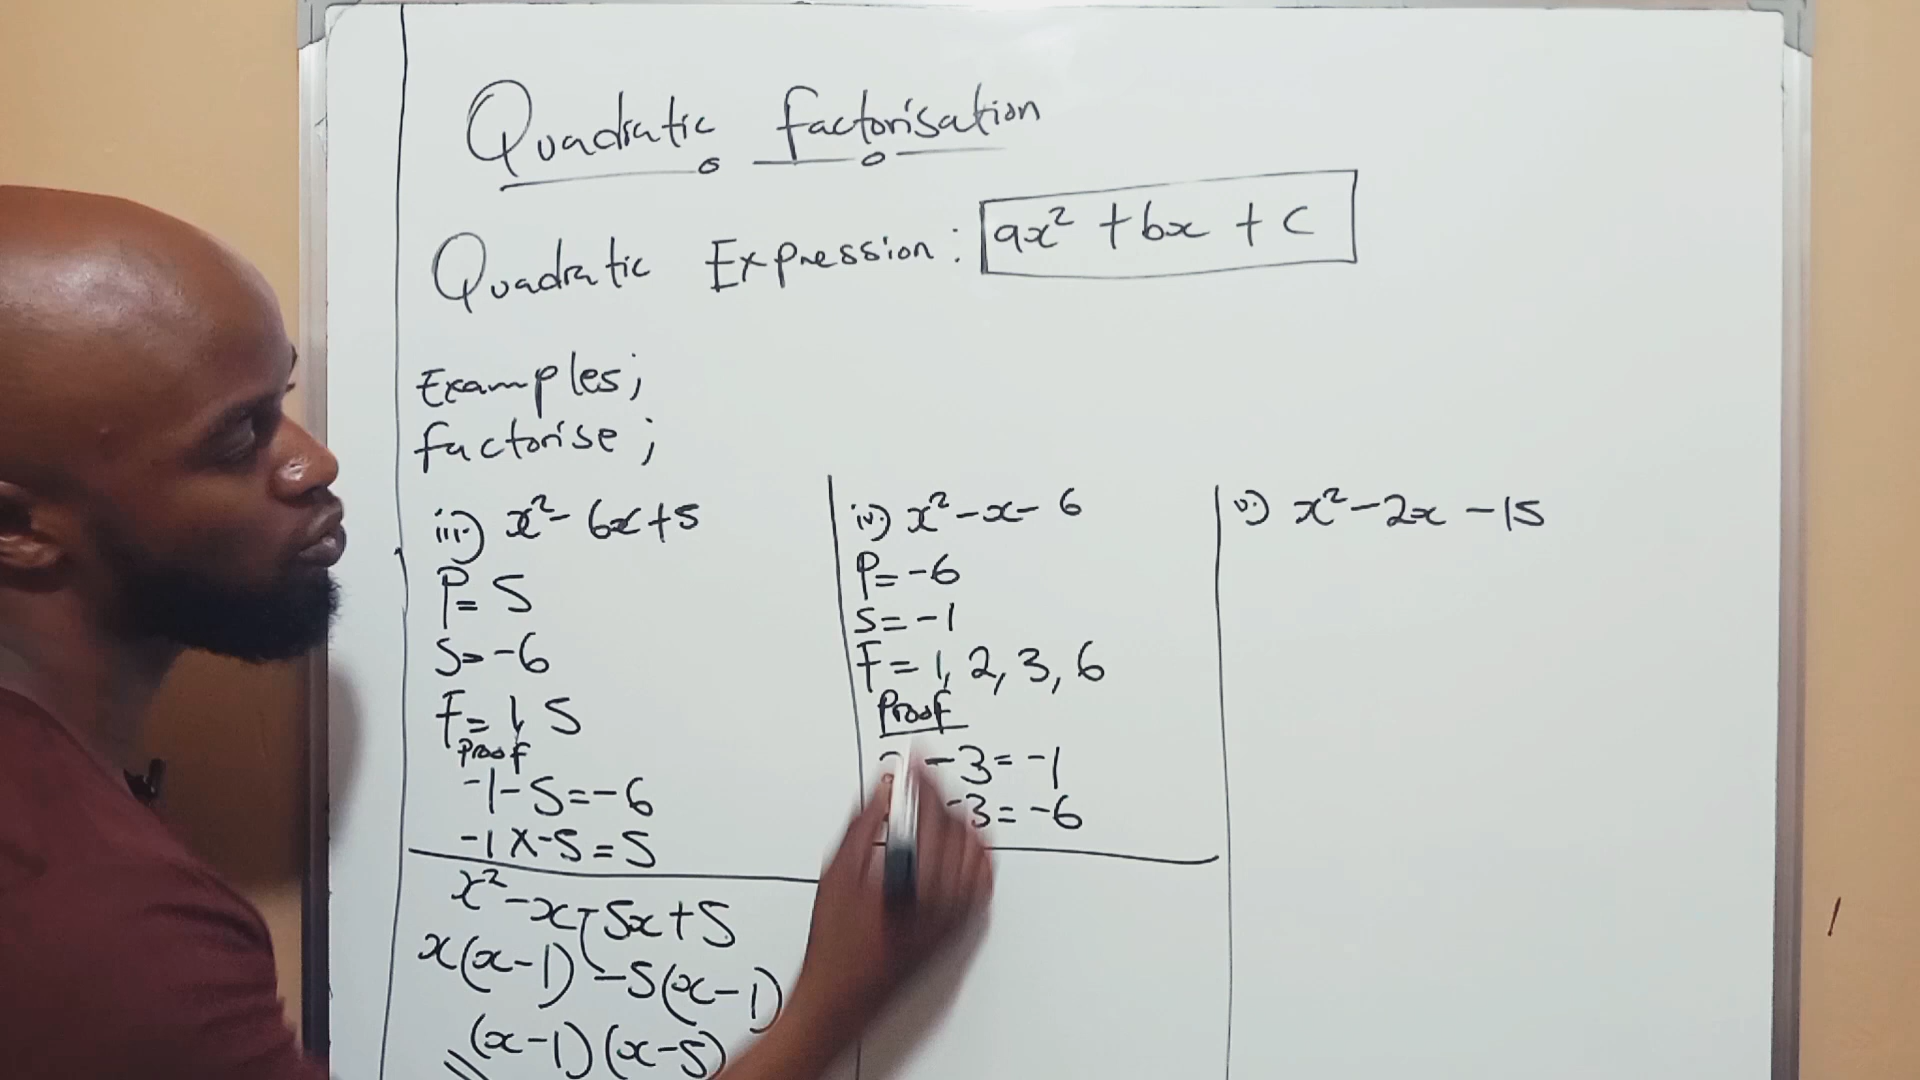 Quadratic factorisation
Quadratic Expression: ax² + bx + c
Examples;
factorise;
iii.) x² - 6x + 5
P = 5
S = -6
F = 1, 5
Proof
-1 - 5 = -6
-1 x -5 = 5
x² - x - 5x + 5
x(x-1) -5(x-1)
(x-1)(x-5)
iv.) x² - x - 6
P = -6
S = -1
F = 1, 2, 3, 6
Proof
- 3 = -1
-3 = -6
v.) x² - 2x - 15